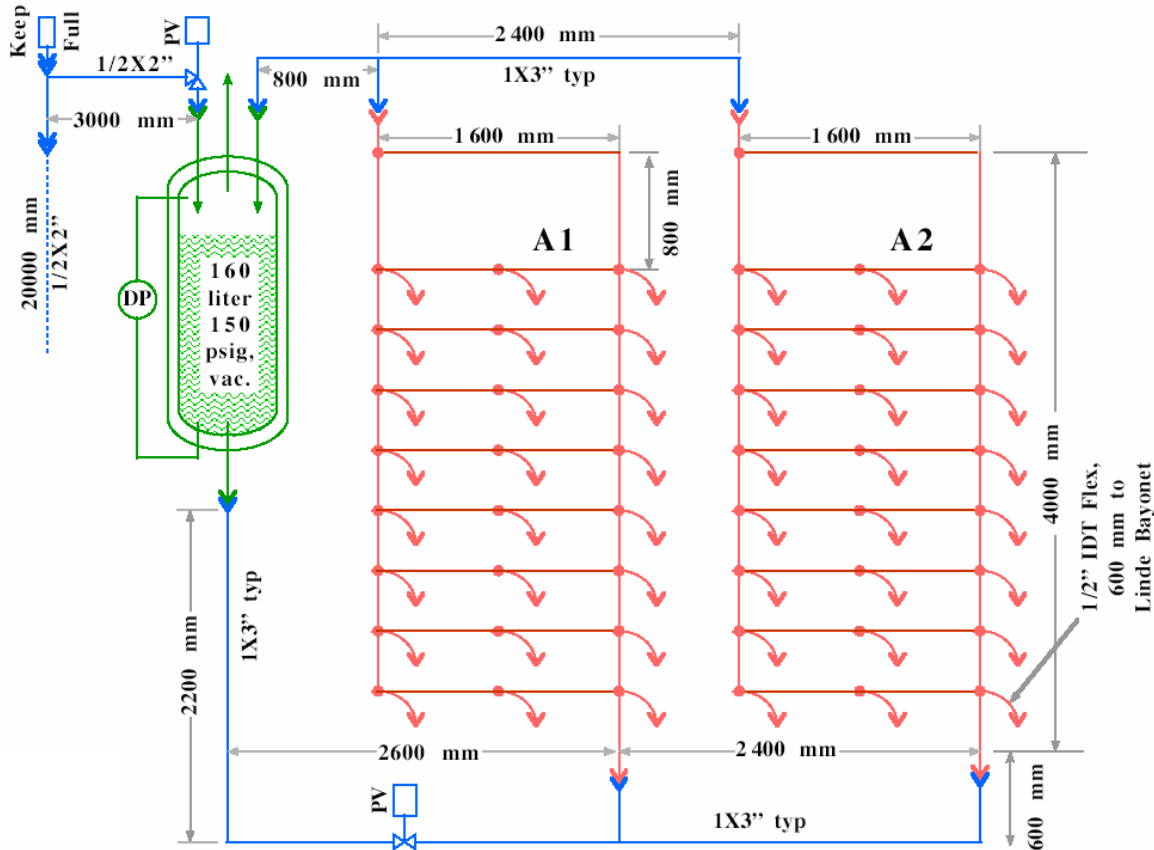 Keep
Full
PV
1/2X2”
3000 mm
20000 mm
1/2X2”
DP
160
liter
150
psig,
vac.
800 mm
2 400 mm
1X3” typ
1 600 mm
1 600 mm
800 mm
A1
A2
4000 mm
1/2” IDT Flex,
600 mm to
Linde Bayonet
2200 mm
1X3” typ
2600 mm
2 400 mm
PV
1X3” typ
600 mm